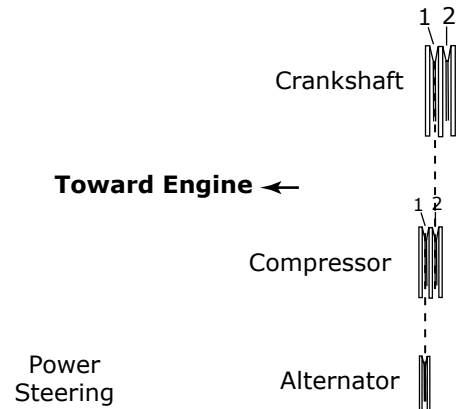 1 2
Crankshaft
Toward Engine
1 2
Compressor
Power
Steering
Alternator